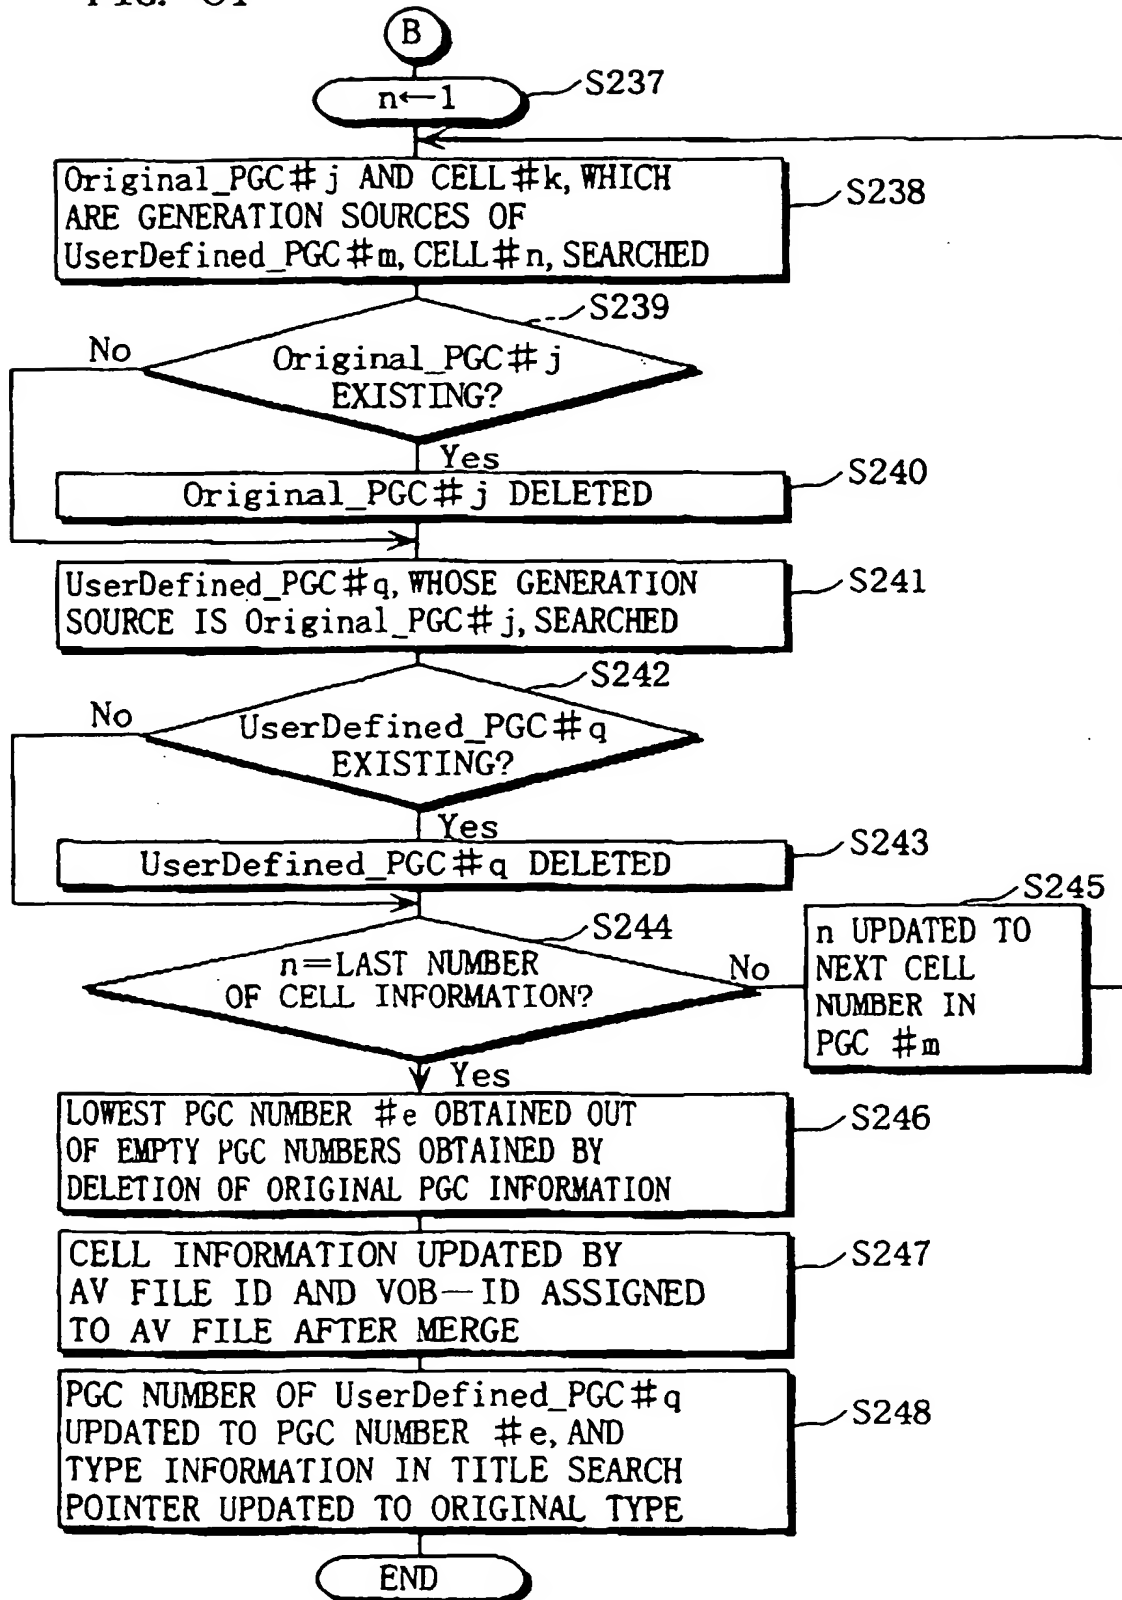 B
n←1
S237
Original_PGC#j AND CELL#k, WHICH
ARE GENERATION SOURCES OF
UserDefined_PGC#m, CELL#n, SEARCHED
S238
S239
No
Original_PGC#j
EXISTING?
Yes
Original_PGC#j DELETED
S240
UserDefined_PGC#q, WHOSE GENERATION
SOURCE IS Original_PGC#j, SEARCHED
S241
S242
No
UserDefined_PGC#q
EXISTING?
Yes
UserDefined_PGC#q DELETED
S243
S244
n=LAST NUMBER
OF CELL INFORMATION?
No
S245
n UPDATED TO
NEXT CELL
NUMBER IN
PGC #m
Yes
LOWEST PGC NUMBER #e OBTAINED OUT
OF EMPTY PGC NUMBERS OBTAINED BY
DELETION OF ORIGINAL PGC INFORMATION
S246
CELL INFORMATION UPDATED BY
AV FILE ID AND VOB—ID ASSIGNED
TO AV FILE AFTER MERGE
S247
PGC NUMBER OF UserDefined_PGC#q
UPDATED TO PGC NUMBER #e, AND
TYPE INFORMATION IN TITLE SEARCH
POINTER UPDATED TO ORIGINAL TYPE
S248
END